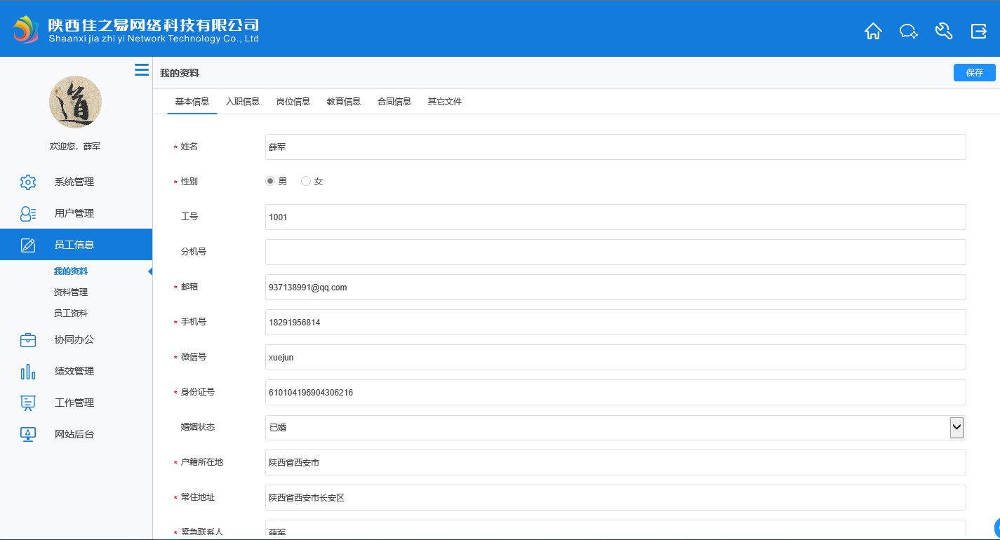 陕西佳之易网络科技有限公司
Shaanxi jia zhi yi Network Technology Co., Ltd
道
欢迎您，薛军
系统管理
用户管理
员工信息
我的资料
资料管理
员工资料
协同办公
绩效管理
工作管理
网站后台
我的资料
保存
基本信息 入职信息 岗位信息 教育信息 合同信息 其它文件
* 姓名 薛军
* 性别 男 女
工号 1001
分机号
* 邮箱 937138991@qq.com
* 手机号 18291956814
* 微信号 xuejun
* 身份证号 610104196904306216
婚姻状态 已婚
* 户籍所在地 陕西省西安市
* 常住地址 陕西省西安市长安区
* 紧急联系人 薛军